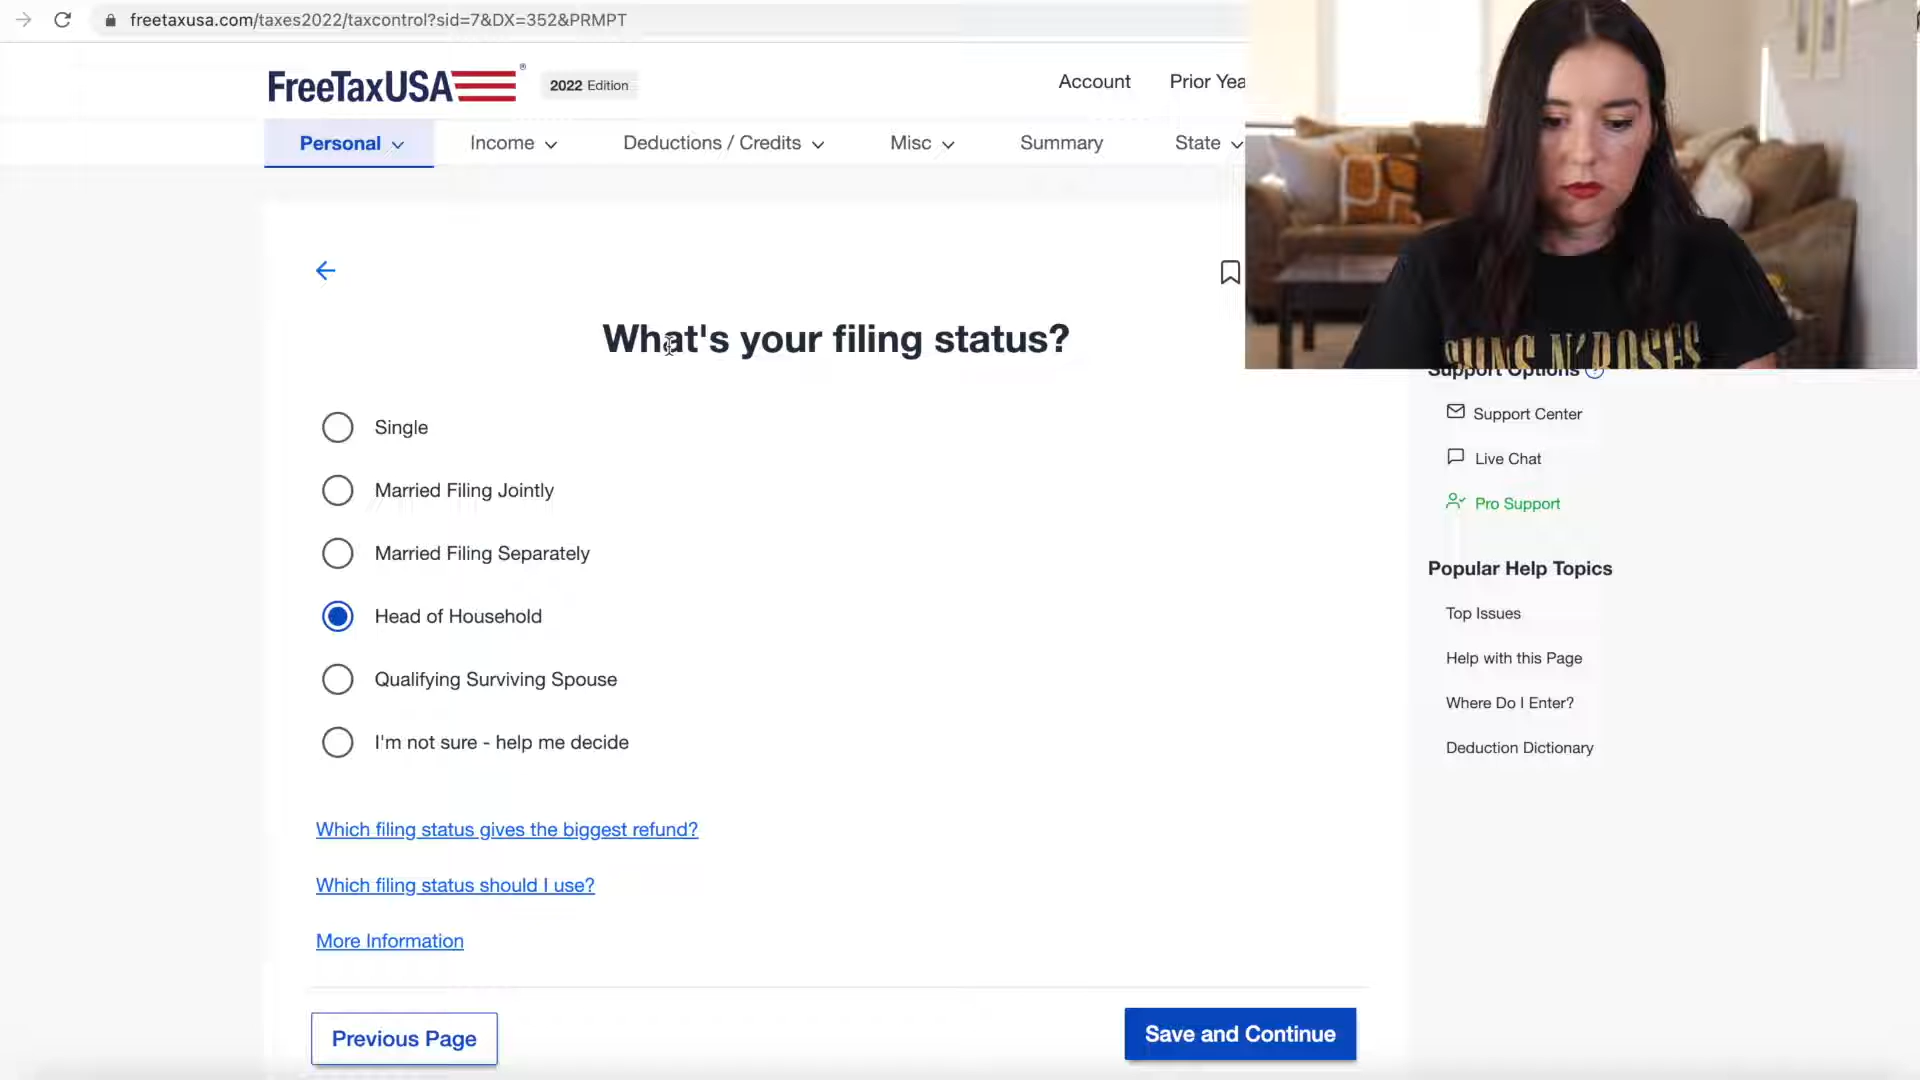 freetaxusa.com/taxes2022/taxcontrol?sid=7&DX=352&PRMPT
FreeTaxUSA® 2022 Edition
Account Prior Yea
Personal Income Deductions / Credits Misc Summary State
What's your filing status?
Single
Married Filing Jointly
Married Filing Separately
Head of Household
Qualifying Surviving Spouse
I'm not sure - help me decide
Which filing status gives the biggest refund?
Which filing status should I use?
More Information
Previous Page
Save and Continue
GUNS N' ROSES
Support Options
Support Center
Live Chat
Pro Support
Popular Help Topics
Top Issues
Help with this Page
Where Do I Enter?
Deduction Dictionary